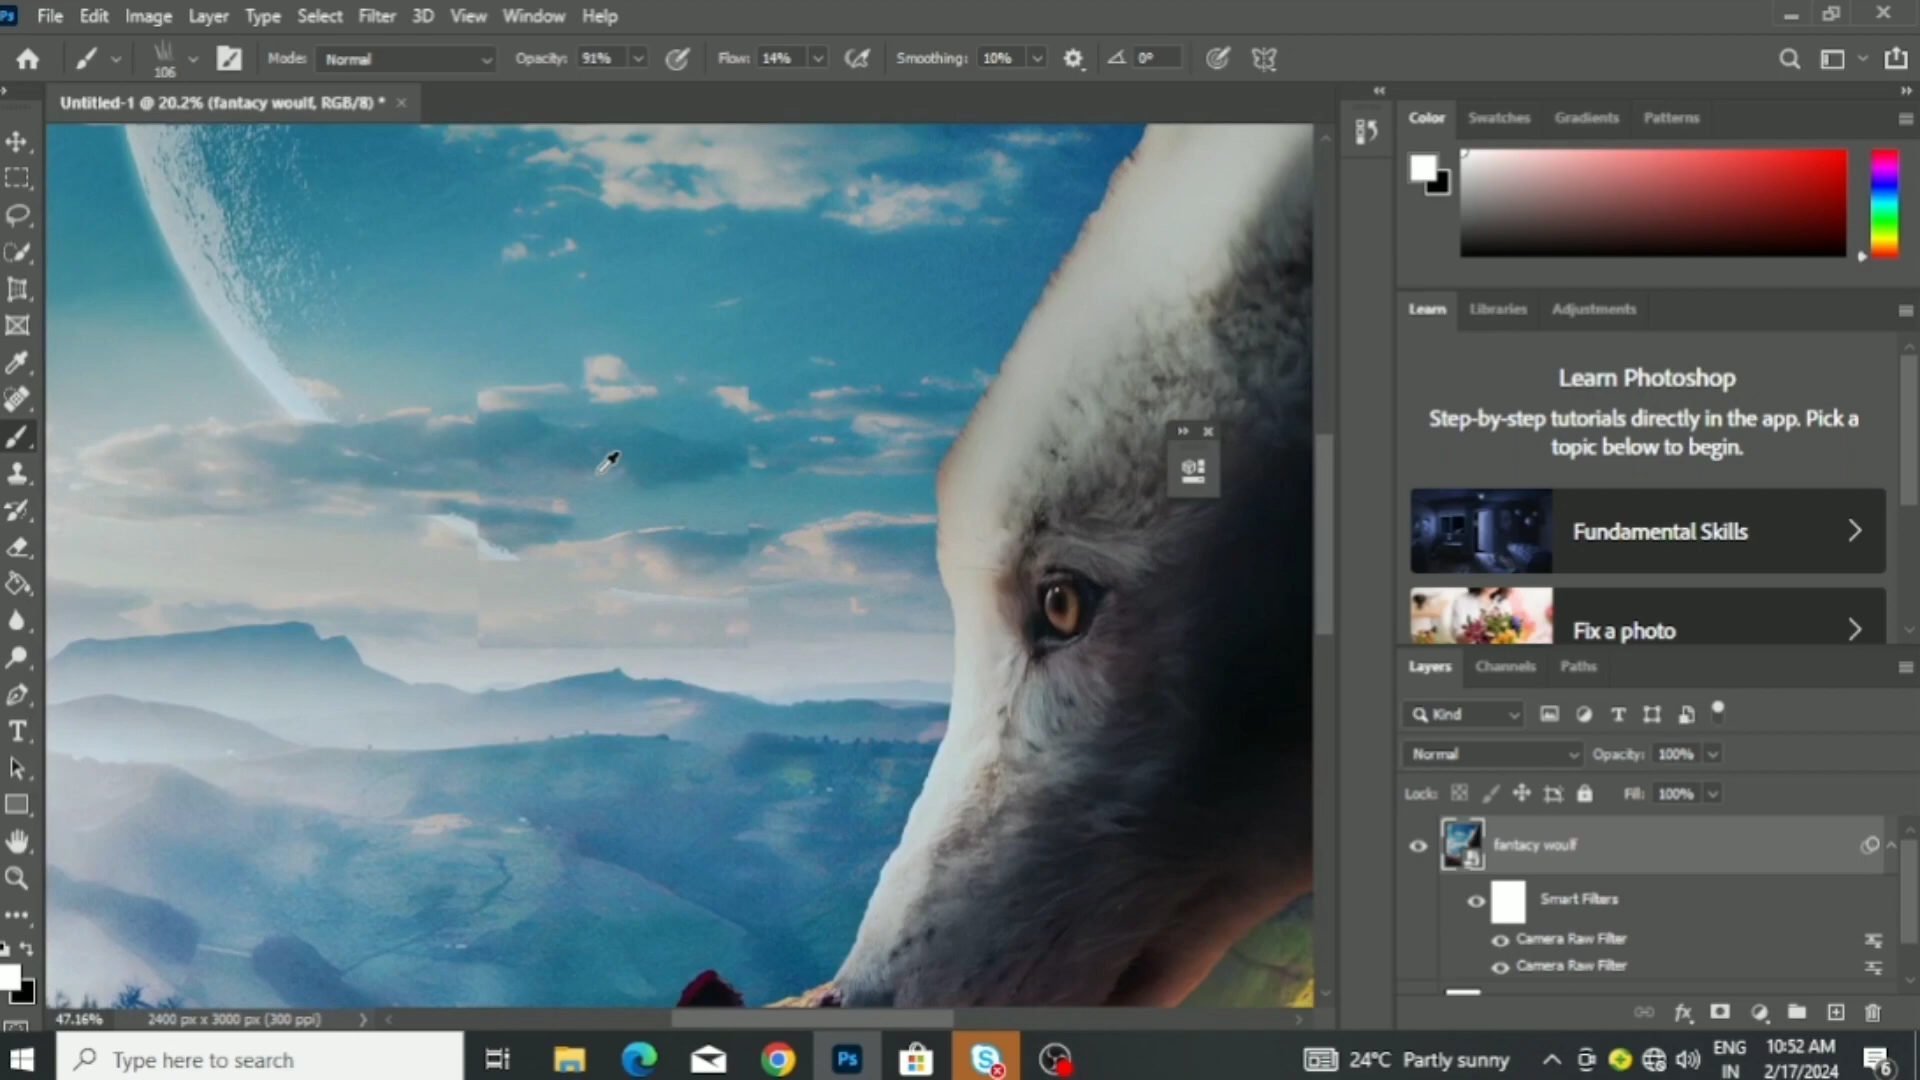 Ps File Edit Image Layer Type Select Filter 3D View Window Help
106 Mode: Normal Opacity: 91% Flow: 14% Smoothing: 10% 0°
Untitled-1 @ 20.2% (fantacy woulf, RGB/8) *
Color Swatches Gradients Patterns
Learn Libraries Adjustments
Learn Photoshop
Step-by-step tutorials directly in the app. Pick a
topic below to begin.
Fundamental Skills
Fix a photo
Layers Channels Paths
Kind
Normal Opacity: 100%
Lock: Fill: 100%
fantacy woulf
Smart Filters
Camera Raw Filter
Camera Raw Filter
47.16% 2400 px x 3000 px (300 ppi)
Type here to search
Ps
24°C Partly sunny
ENG
IN
10:52 AM
2/17/2024
6